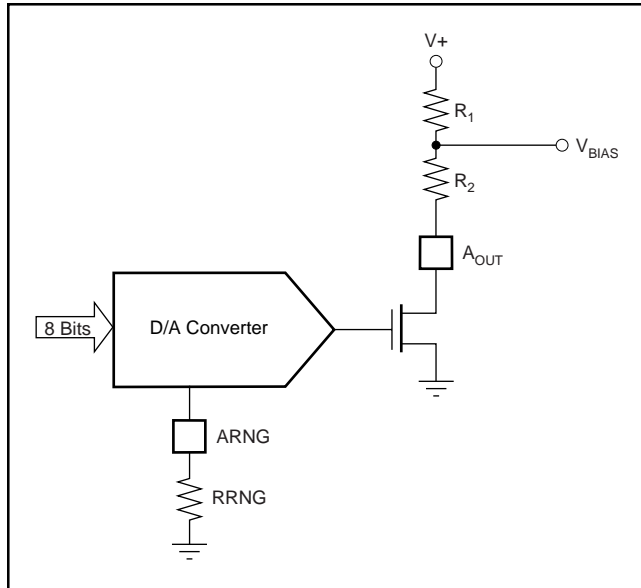 V+
R1
VBIAS
R2
AOUT
8 Bits
D/A Converter
ARNG
RRNG